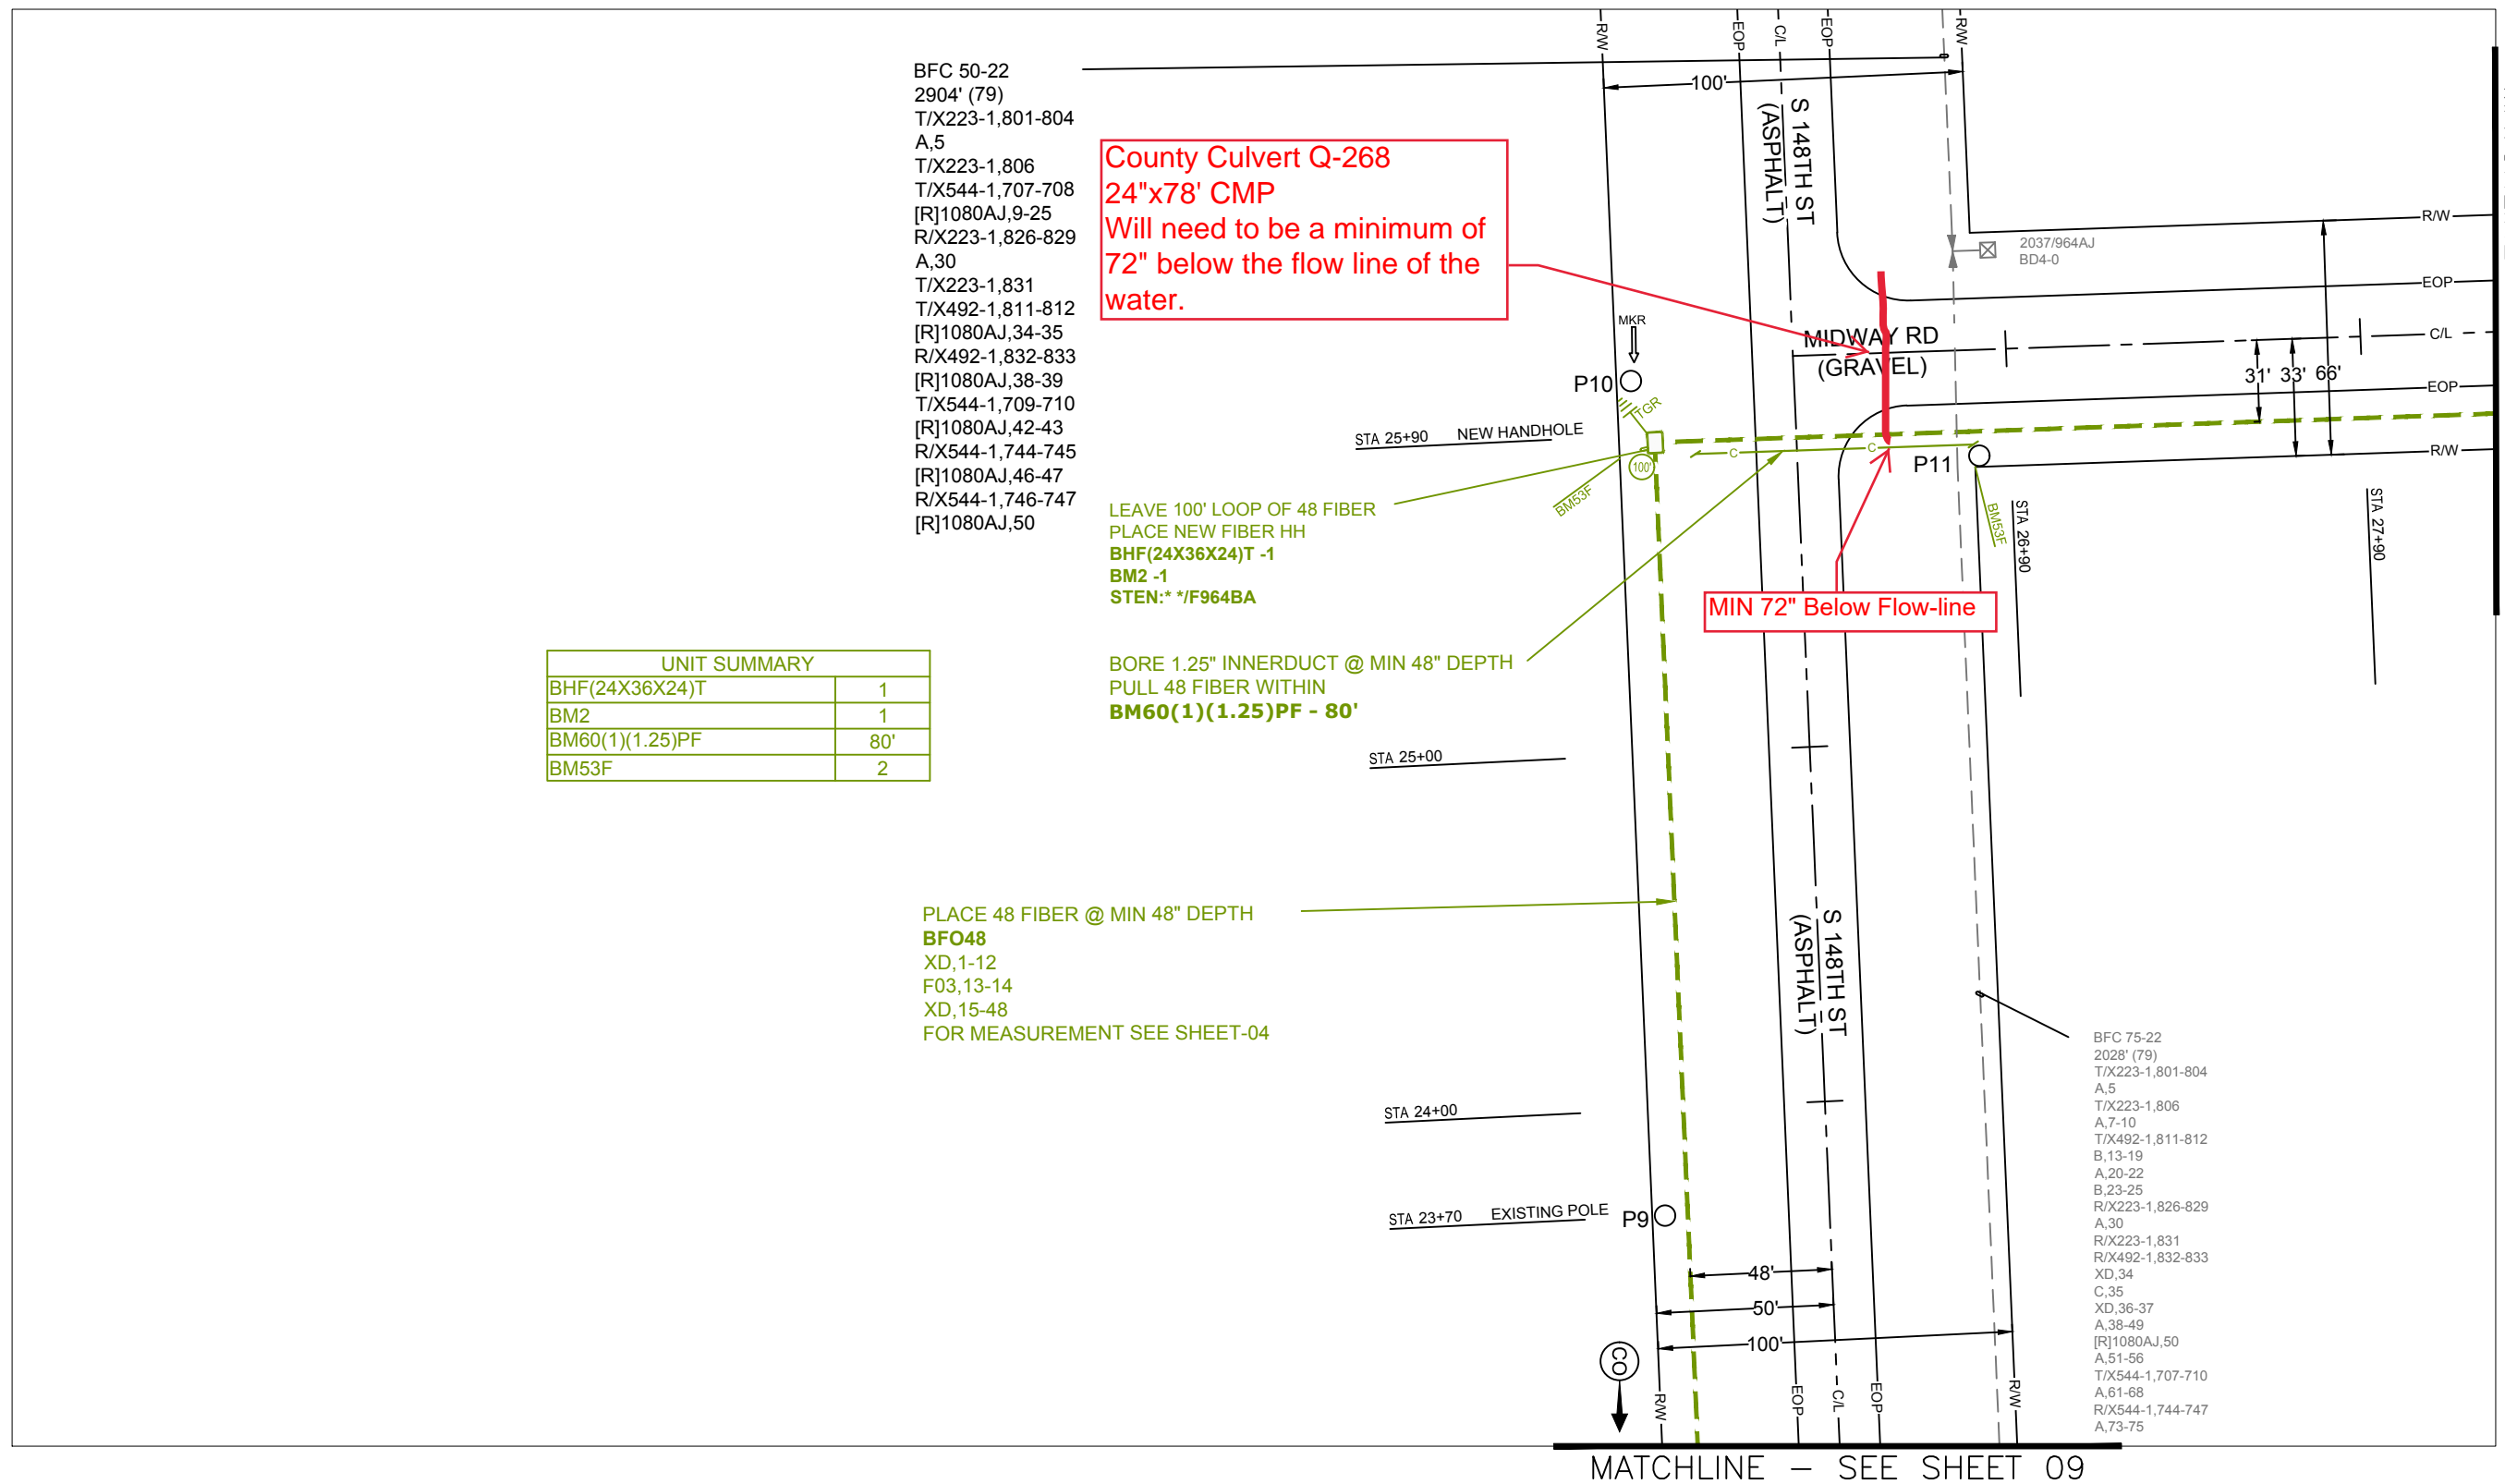 BFC 50-22
2904' (79)
T/X223-1,801-804
A,5
T/X223-1,806
T/X544-1,707-708
[R]1080AJ,9-25
R/X223-1,826-829
A,30
T/X223-1,831
T/X492-1,811-812
[R]1080AJ,34-35
R/X492-1,832-833
[R]1080AJ,38-39
T/X544-1,709-710
[R]1080AJ,42-43
R/X544-1,744-745
[R]1080AJ,46-47
R/X544-1,746-747
[R]1080AJ,50
County Culvert Q-268
24"x78' CMP
Will need to be a minimum of
72" below the flow line of the
water.
R/W
EOP
C/L
EOP
R/W
100'
S 148TH ST
(ASPHALT)
2037/964AJ
BD4-0
R/W
EOP
C/L
EOP
R/W
MIDWAY RD
(GRAVEL)
31' 33' 66'
MKR
P10
TGR
STA 25+90 NEW HANDHOLE
100'
BM53F
C
C
P11
BM53F
STA 26+90
STA 27+90
LEAVE 100' LOOP OF 48 FIBER
PLACE NEW FIBER HH
BHF(24X36X24)T -1
BM2 -1
STEN:* */F964BA
MIN 72" Below Flow-line
BORE 1.25" INNERDUCT @ MIN 48" DEPTH
PULL 48 FIBER WITHIN
BM60(1)(1.25)PF - 80'
UNIT SUMMARY
BHF(24X36X24)T 1
BM2 1
BM60(1)(1.25)PF 80'
BM53F 2
STA 25+00
PLACE 48 FIBER @ MIN 48" DEPTH
BFO48
XD,1-12
F03,13-14
XD,15-48
FOR MEASUREMENT SEE SHEET-04
S 148TH ST
(ASPHALT)
STA 24+00
STA 23+70 EXISTING POLE
P9
48'
50'
100'
CO
R/W
EOP
C/L
EOP
R/W
BFC 75-22
2028' (79)
T/X223-1,801-804
A,5
T/X223-1,806
A,7-10
T/X492-1,811-812
B,13-19
A,20-22
B,23-25
R/X223-1,826-829
A,30
R/X223-1,831
R/X492-1,832-833
XD,34
C,35
XD,36-37
A,38-49
[R]1080AJ,50
A,51-56
T/X544-1,707-710
A,61-68
R/X544-1,744-747
A,73-75
MATCHLINE - SEE SHEET 09